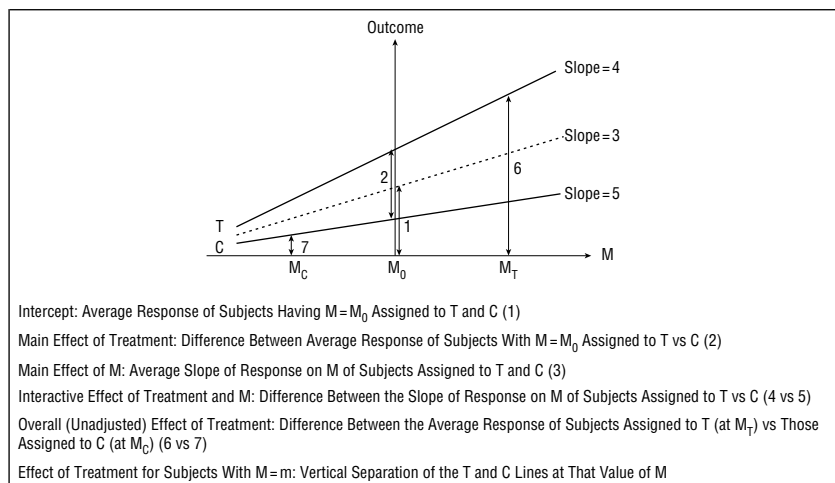 Outcome
Slope=4
Slope=3
2
6
Slope=5
T
C
7
1
M
M_C
M_0
M_T
Intercept: Average Response of Subjects Having M=M_0 Assigned to T and C (1)
Main Effect of Treatment: Difference Between Average Response of Subjects With M=M_0 Assigned to T vs C (2)
Main Effect of M: Average Slope of Response on M of Subjects Assigned to T and C (3)
Interactive Effect of Treatment and M: Difference Between the Slope of Response on M of Subjects Assigned to T vs C (4 vs 5)
Overall (Unadjusted) Effect of Treatment: Difference Between the Average Response of Subjects Assigned to T (at M_T) vs Those
Assigned to C (at M_C) (6 vs 7)
Effect of Treatment for Subjects With M=m: Vertical Separation of the T and C Lines at That Value of M